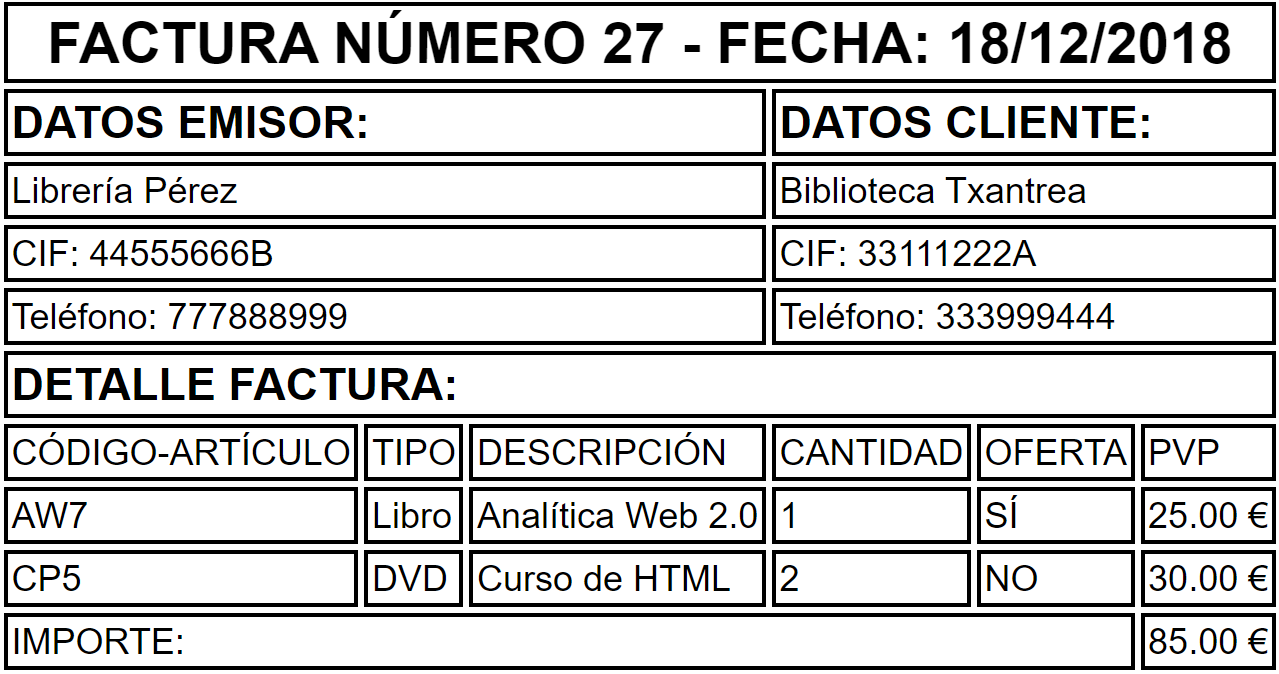 FACTURA NÚMERO 27 - FECHA: 18/12/2018
DATOS EMISOR: DATOS CLIENTE:
Librería Pérez Biblioteca Txantrea
CIF: 44555666B CIF: 33111222A
Teléfono: 777888999 Teléfono: 333999444
DETALLE FACTURA:
CÓDIGO-ARTÍCULO TIPO DESCRIPCIÓN CANTIDAD OFERTA PVP
AW7 Libro Analítica Web 2.0 1 SÍ 25.00 €
CP5 DVD Curso de HTML 2 NO 30.00 €
IMPORTE: 85.00 €